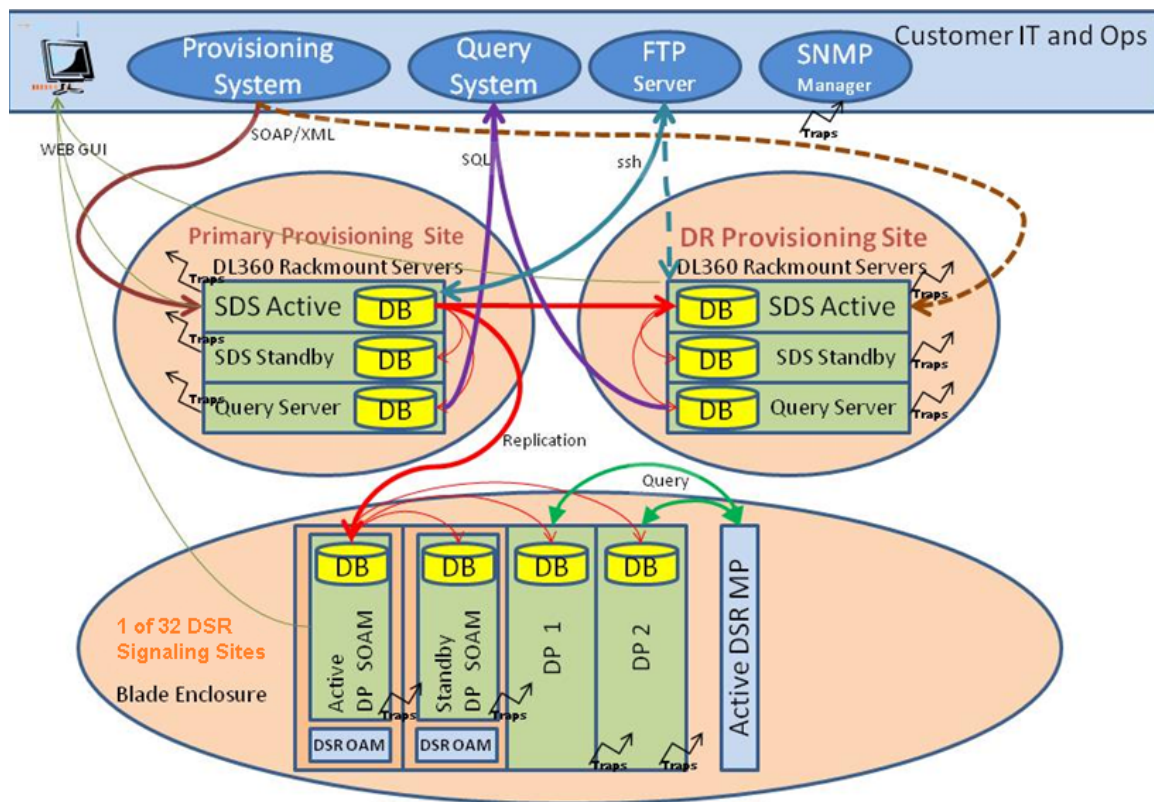 Customer IT and Ops
Provisioning
System
Query
System
FTP
Server
SNMP
Manager
Traps
WEB GUI
SOAP/XML
SQL
ssh
Primary Provisioning Site
DL360 Rackmount Servers
Traps
SDS Active
DB
Traps
SDS Standby
DB
Traps
Query Server
DB
DR Provisioning Site
DL360 Rackmount Servers
Traps
DB
SDS Active
DB
SDS Standby
Traps
DB
Query Server
Traps
Replication
Query
1 of 32 DSR
Signaling Sites
Blade Enclosure
DB
Active
DP SOAM
Traps
DSR OAM
DB
Standby
DP SOAM
Traps
DSR OAM
DB
DP 1
Traps
DB
DP 2
Traps
Active DSR MP